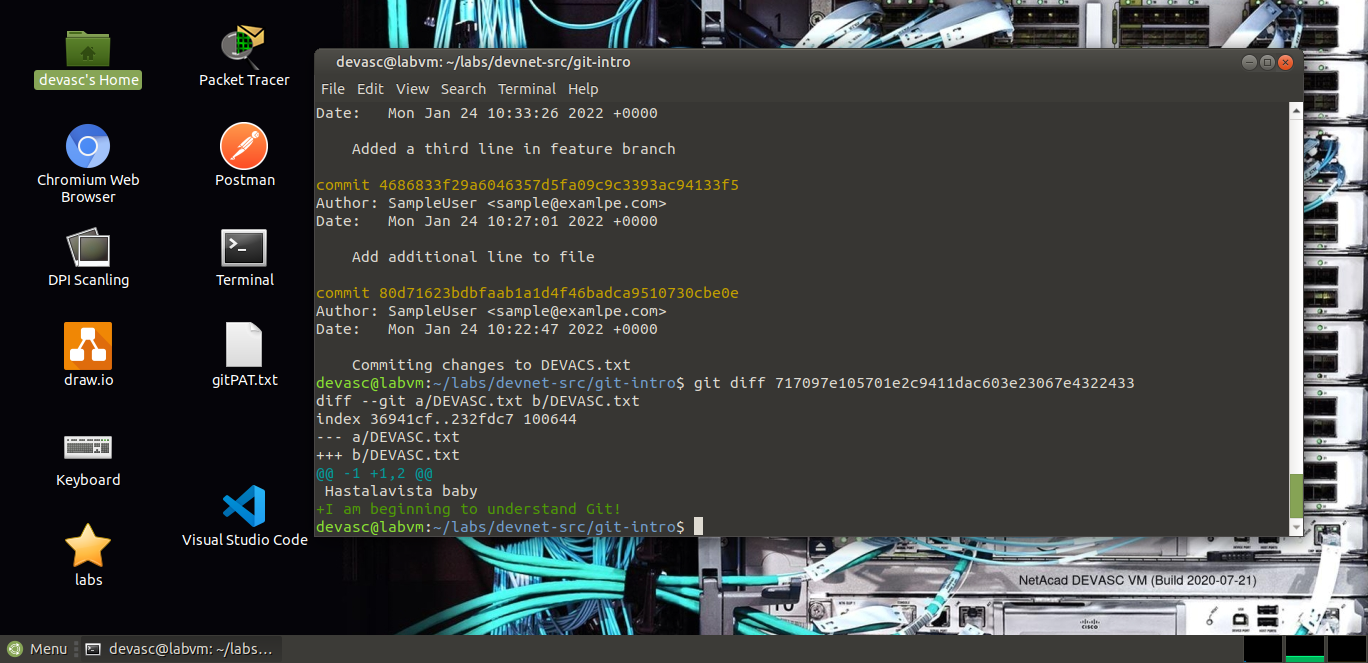 devasc's Home
Packet Tracer
Chromium Web
Browser
Postman
DPI Scanling
Terminal
draw.io
gitPAT.txt
Keyboard
Visual Studio Code
labs
devasc@labvm: ~/labs/devnet-src/git-intro
File Edit View Search Terminal Help
Date:   Mon Jan 24 10:33:26 2022 +0000
    Added a third line in feature branch
commit 4686833f29a6046357d5fa09c9c3393ac94133f5
Author: SampleUser <sample@examlpe.com>
Date:   Mon Jan 24 10:27:01 2022 +0000
    Add additional line to file
commit 80d71623bdbfaab1a1d4f46badca9510730cbe0e
Author: SampleUser <sample@examlpe.com>
Date:   Mon Jan 24 10:22:47 2022 +0000
    Commiting changes to DEVACS.txt
devasc@labvm:~/labs/devnet-src/git-intro$ git diff 717097e105701e2c9411dac603e23067e4322433
diff --git a/DEVASC.txt b/DEVASC.txt
index 36941cf..232fdc7 100644
--- a/DEVASC.txt
+++ b/DEVASC.txt
@@ -1 +1,2 @@
 Hastalavista baby
+I am beginning to understand Git!
devasc@labvm:~/labs/devnet-src/git-intro$
NetAcad DEVASC VM (Build 2020-07-21)
CISCO
Menu
devasc@labvm: ~/labs...